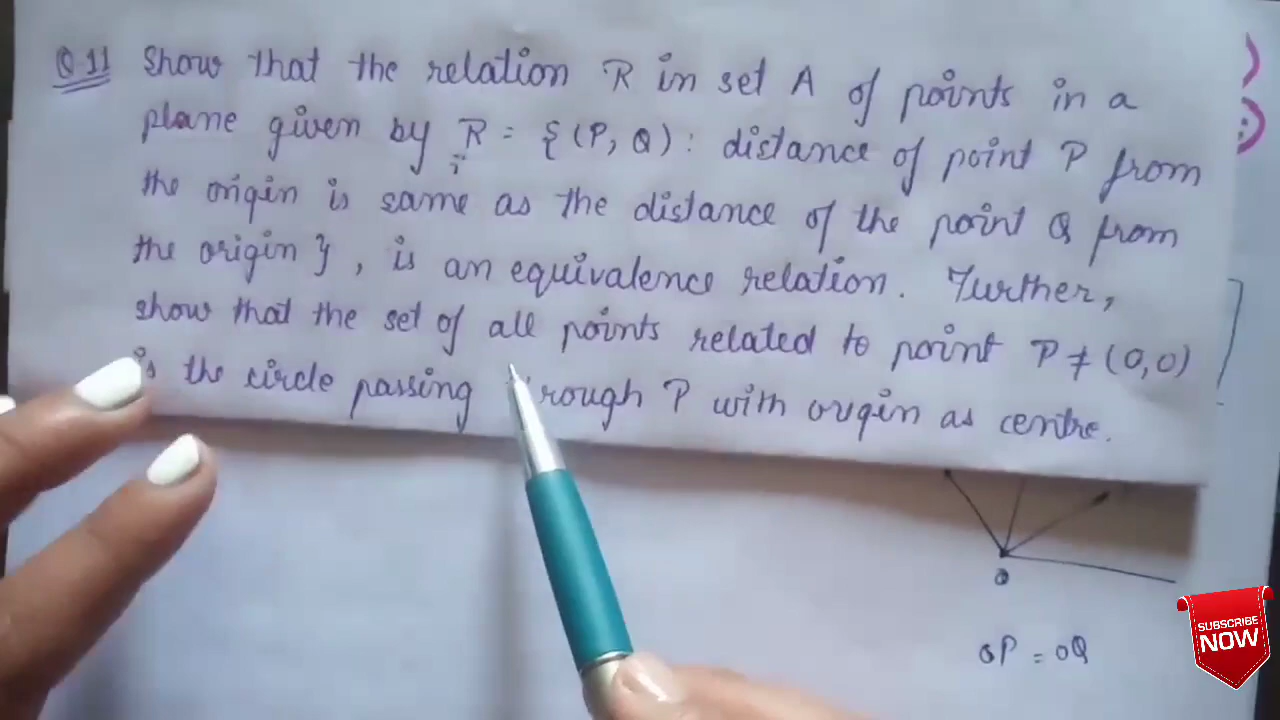 Q.11 Show that the relation R in set A of points in a
plane given by R = {(P, Q): distance of point P from
the origin is same as the distance of the point Q from
the origin}, is an equivalence relation. Further,
show that the set of all points related to point P ≠ (0,0)
is the circle passing through P with origin as centre.
O
OP = OQ
SUBSCRIBE
NOW